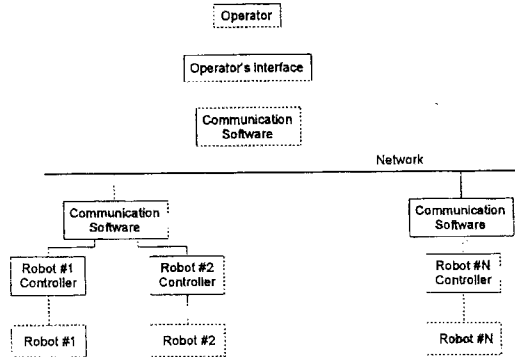 Operator
Operator's Interface
Communication
Software
Network
Communication
Software
Communication
Software
Robot #1
Controller
Robot #2
Controller
Robot #N
Controller
Robot #1
Robot #2
Robot #N